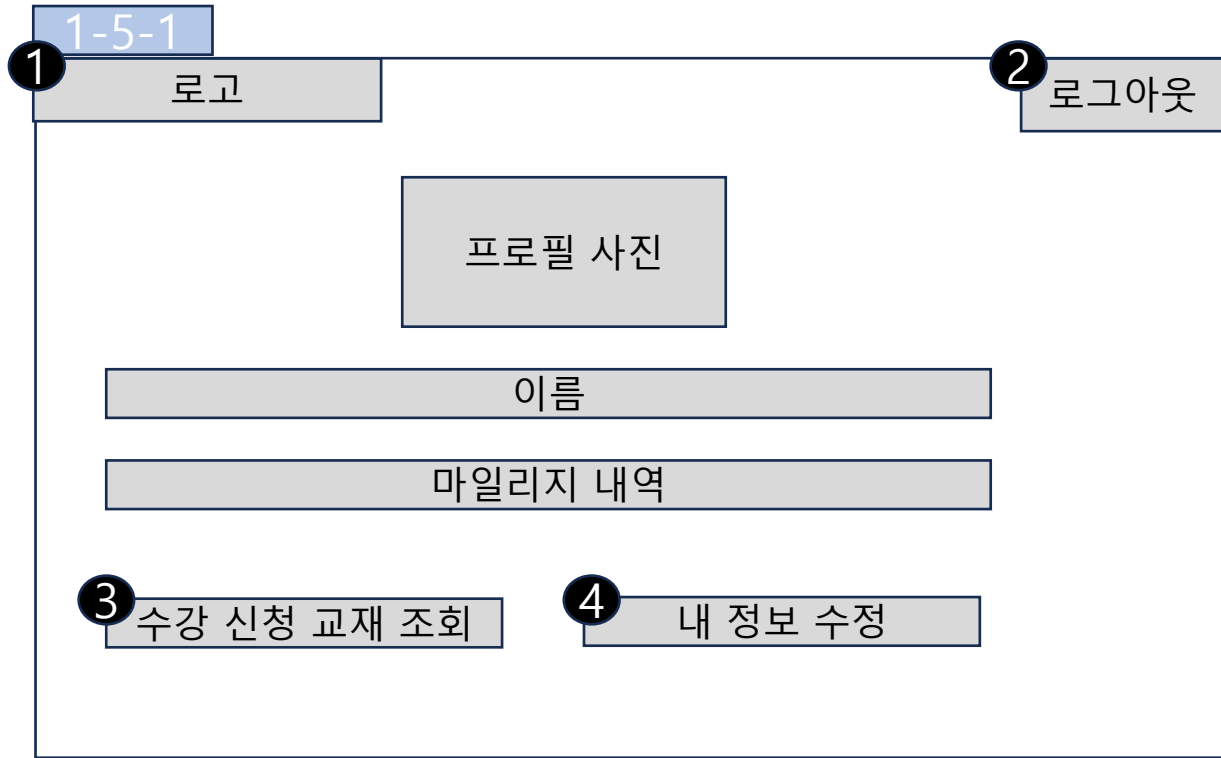 1-5-1
1
로고
2
로그아웃
프로필 사진
이름
마일리지 내역
3
수강 신청 교재 조회
4
내 정보 수정